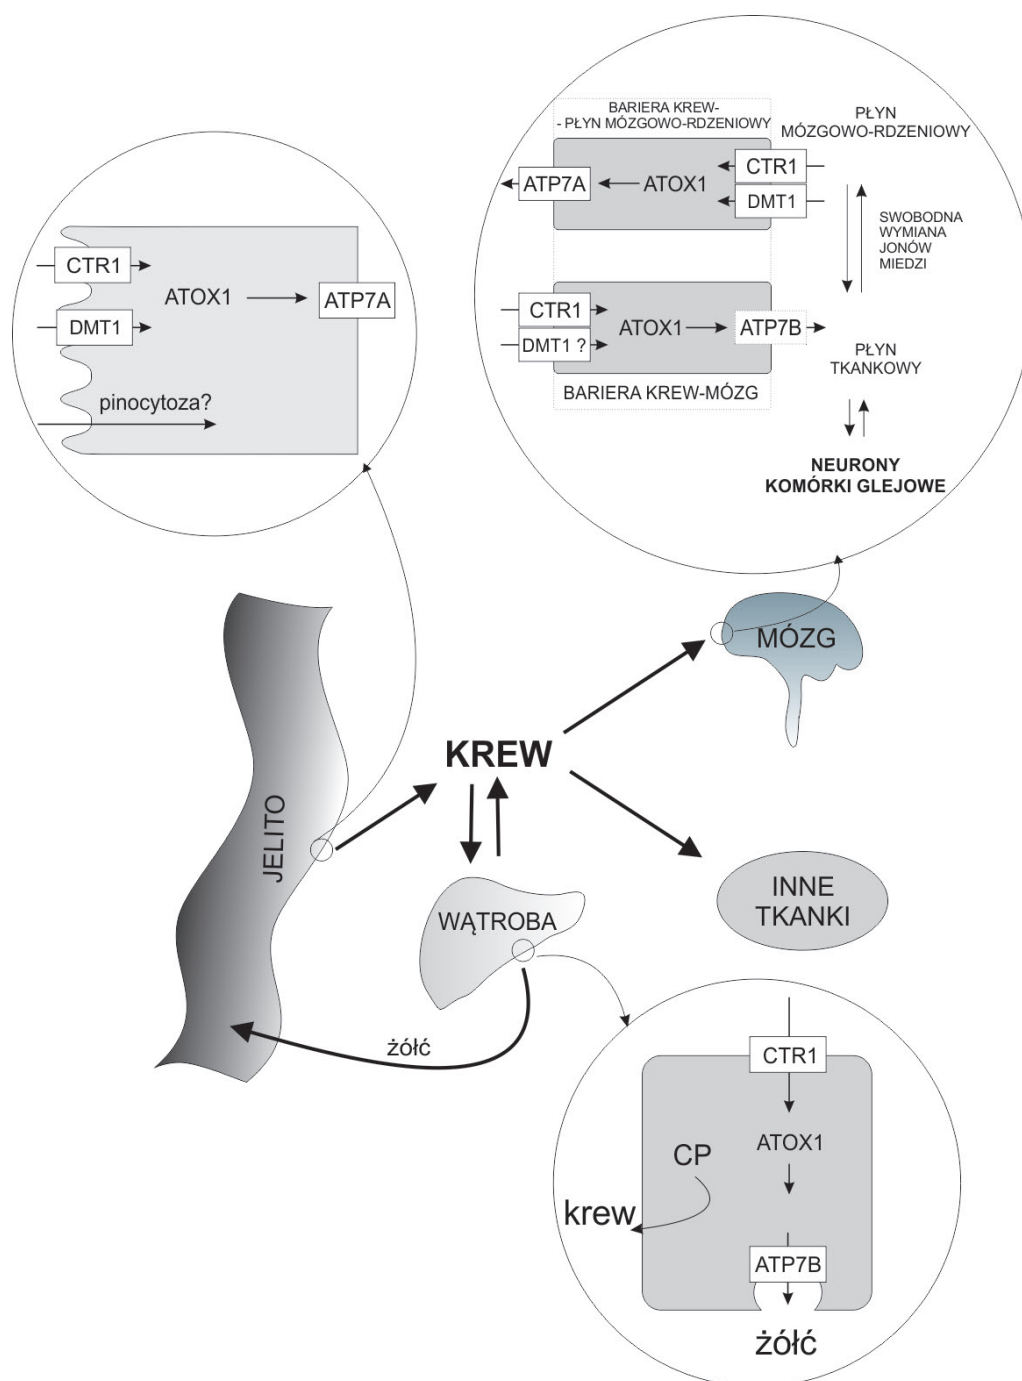 BARIERA KREW-
- PŁYN MÓZGOWO-RDZENIOWY
PŁYN
MÓZGOWO-RDZENIOWY
ATP7A
ATOX1
CTR1
DMT1
SWOBODNA
WYMIANA
JONÓW
MIEDZI
CTR1
DMT1 ?
ATOX1
ATP7B
BARIERA KREW-MÓZG
PŁYN
TKANKOWY
NEURONY
KOMÓRKI GLEJOWE
CTR1
DMT1
ATOX1
ATP7A
pinocytoza?
MÓZG
KREW
JELITO
WĄTROBA
INNE
TKANKI
żółć
CTR1
ATOX1
CP
krew
ATP7B
żółć